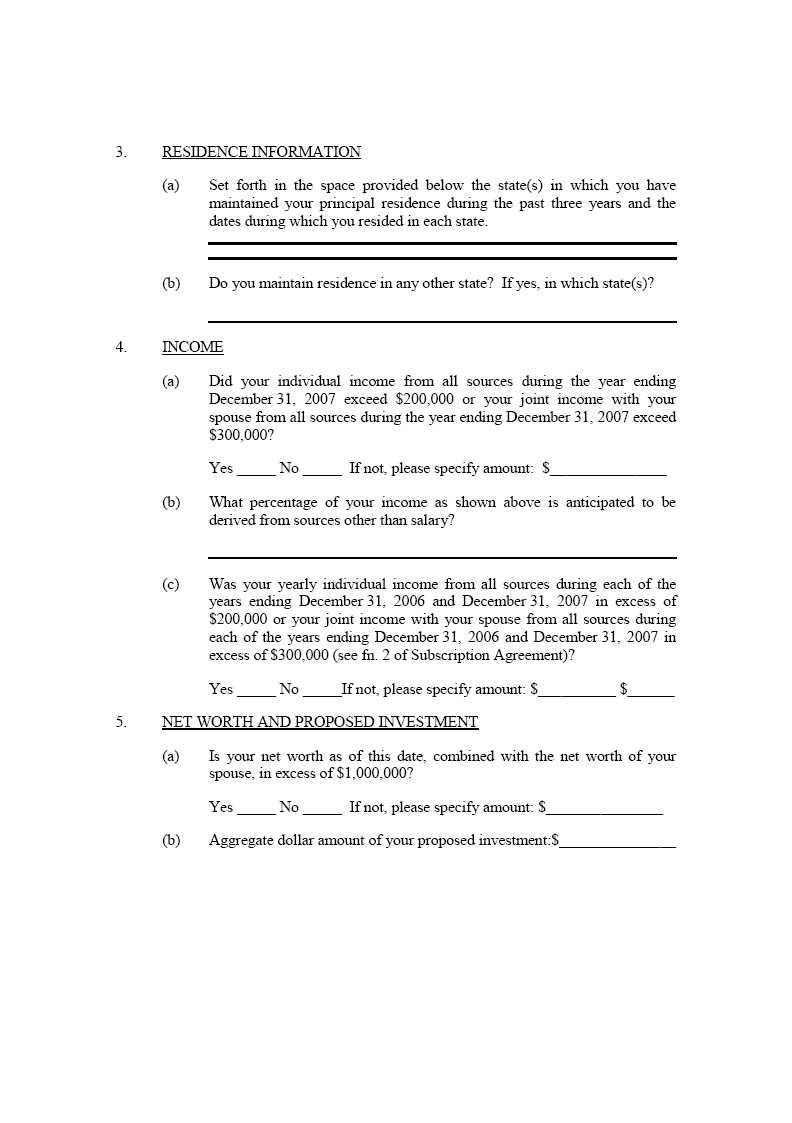 3. RESIDENCE INFORMATION
(a) Set forth in the space provided below the state(s) in which you have
maintained your principal residence during the past three years and the
dates during which you resided in each state.
(b) Do you maintain residence in any other state? If yes, in which state(s)?
4. INCOME
(a) Did your individual income from all sources during the year ending
December 31, 2007 exceed $200,000 or your joint income with your
spouse from all sources during the year ending December 31, 2007 exceed
$300,000?
Yes _____ No _____ If not, please specify amount: $_______________
(b) What percentage of your income as shown above is anticipated to be
derived from sources other than salary?
(c) Was your yearly individual income from all sources during each of the
years ending December 31, 2006 and December 31, 2007 in excess of
$200,000 or your joint income with your spouse from all sources during
each of the years ending December 31, 2006 and December 31, 2007 in
excess of $300,000 (see fn. 2 of Subscription Agreement)?
Yes _____ No _____If not, please specify amount: $__________ $______
5. NET WORTH AND PROPOSED INVESTMENT
(a) Is your net worth as of this date, combined with the net worth of your
spouse, in excess of $1,000,000?
Yes _____ No _____ If not, please specify amount: $_______________
(b) Aggregate dollar amount of your proposed investment:$_______________